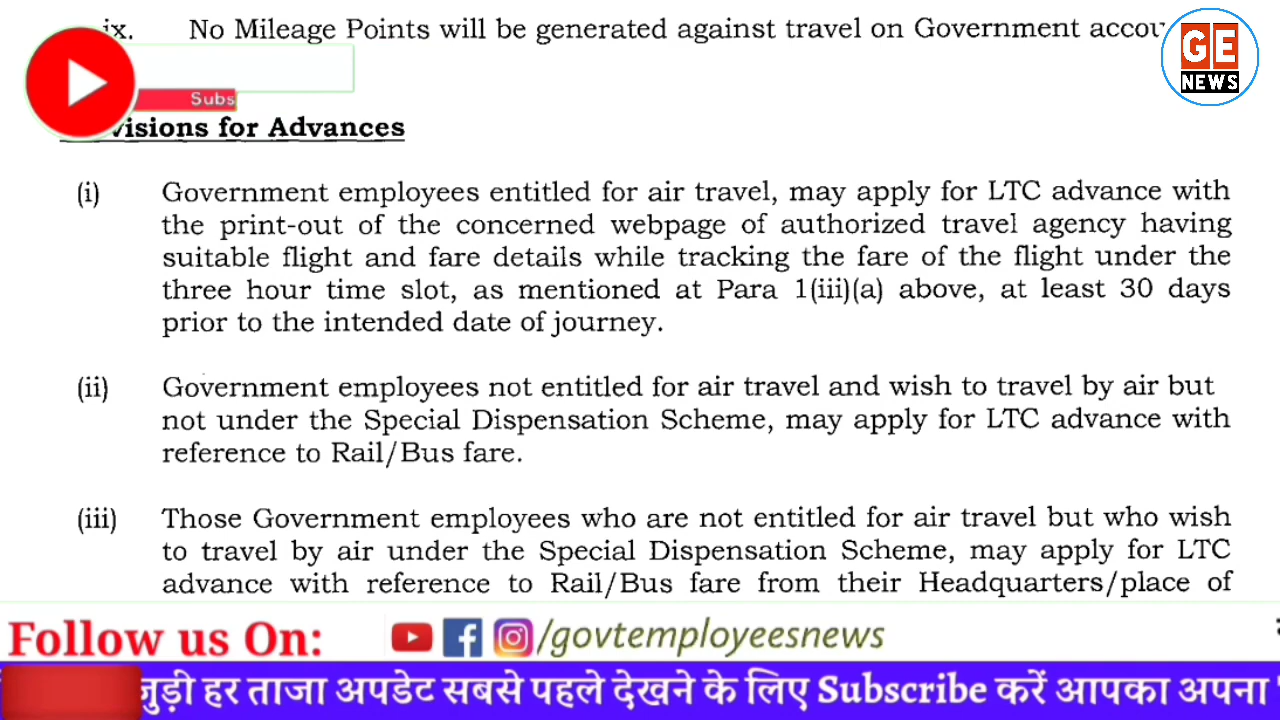 ix. No Mileage Points will be generated against travel on Government
GE
NEWS
Subs
visions for Advances
(i) Government employees entitled for air travel, may apply for LTC advance with
the print-out of the concerned webpage of authorized travel agency having
suitable flight and fare details while tracking the fare of the flight under the
three hour time slot, as mentioned at Para 1(iii)(a) above, at least 30 days
prior to the intended date of journey.
(ii) Government employees not entitled for air travel and wish to travel by air but
not under the Special Dispensation Scheme, may apply for LTC advance with
reference to Rail/Bus fare.
(iii) Those Government employees who are not entitled for air travel but who wish
to travel by air under the Special Dispensation Scheme, may apply for LTC
advance with reference to Rail/Bus fare from their Headquarters/place of
Follow us On: /govtemployeesnews
जुड़ी हर ताजा अपडेट सबसे पहले देखने के लिए Subscribe करें आपका अपना